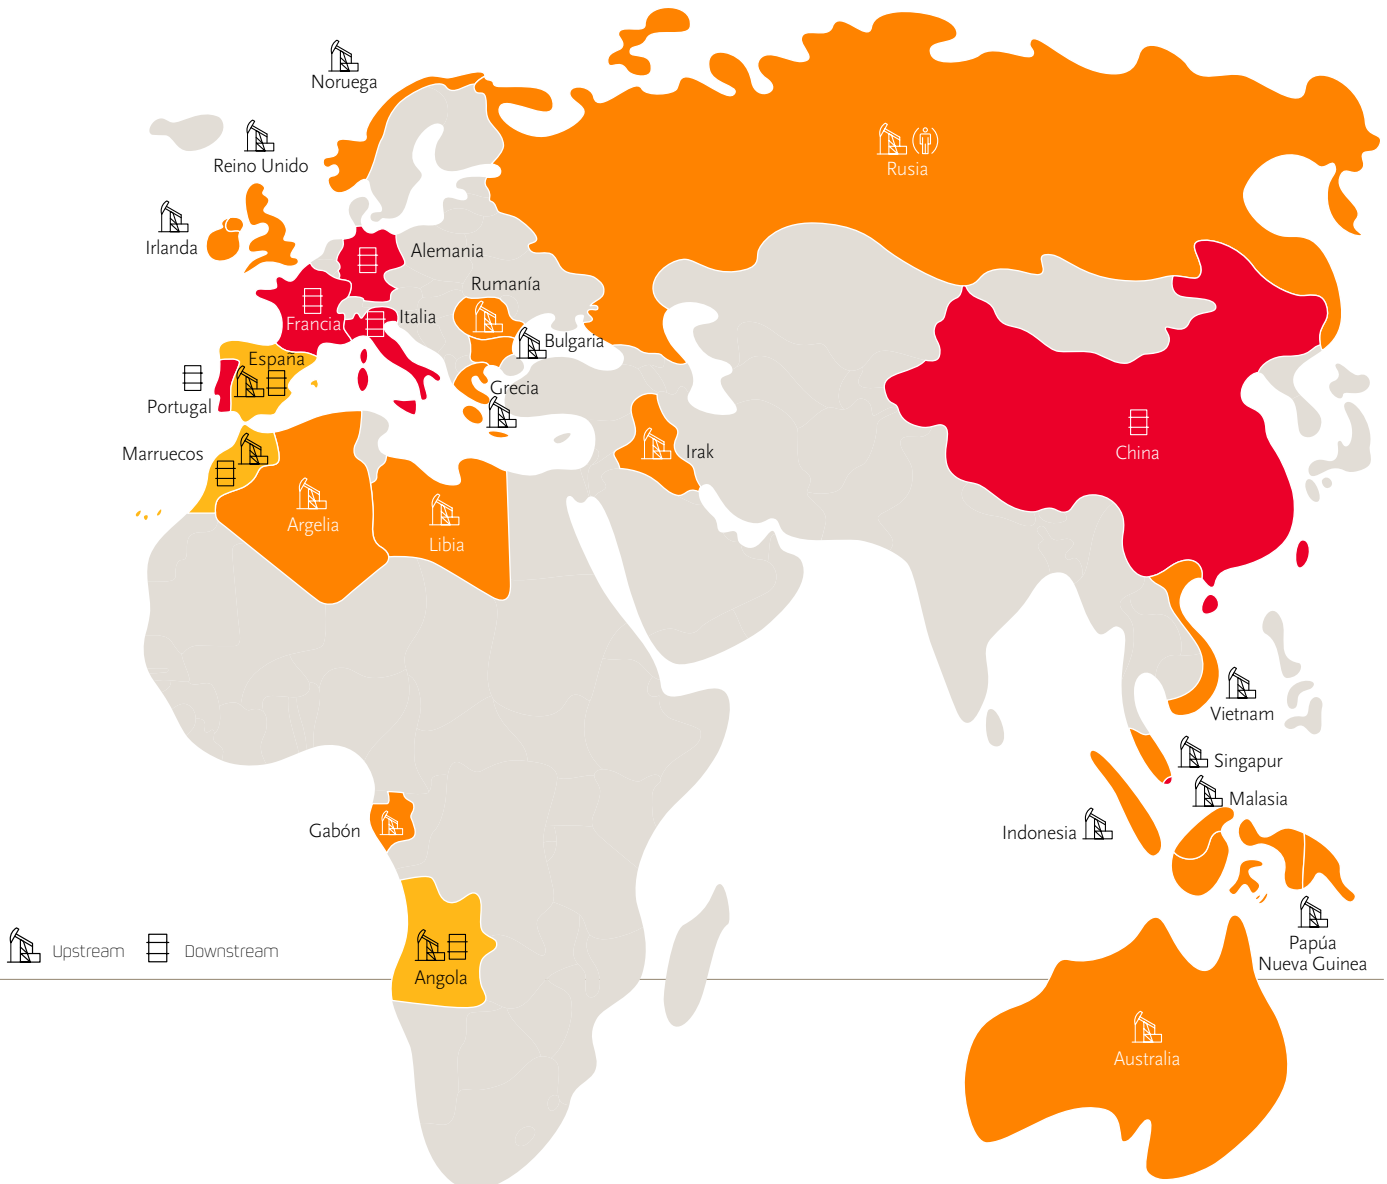 Noruega
Reino Unido
Rusia
Irlanda
Alemania
Rumanía
Italia
Francia
Bulgaria
España
Grecia
Portugal
Marruecos
Irak
China
Argelia
Libia
Vietnam
Singapur
Malasia
Gabón
Indonesia
Upstream
Downstream
Papúa
Nueva Guinea
Angola
Australia